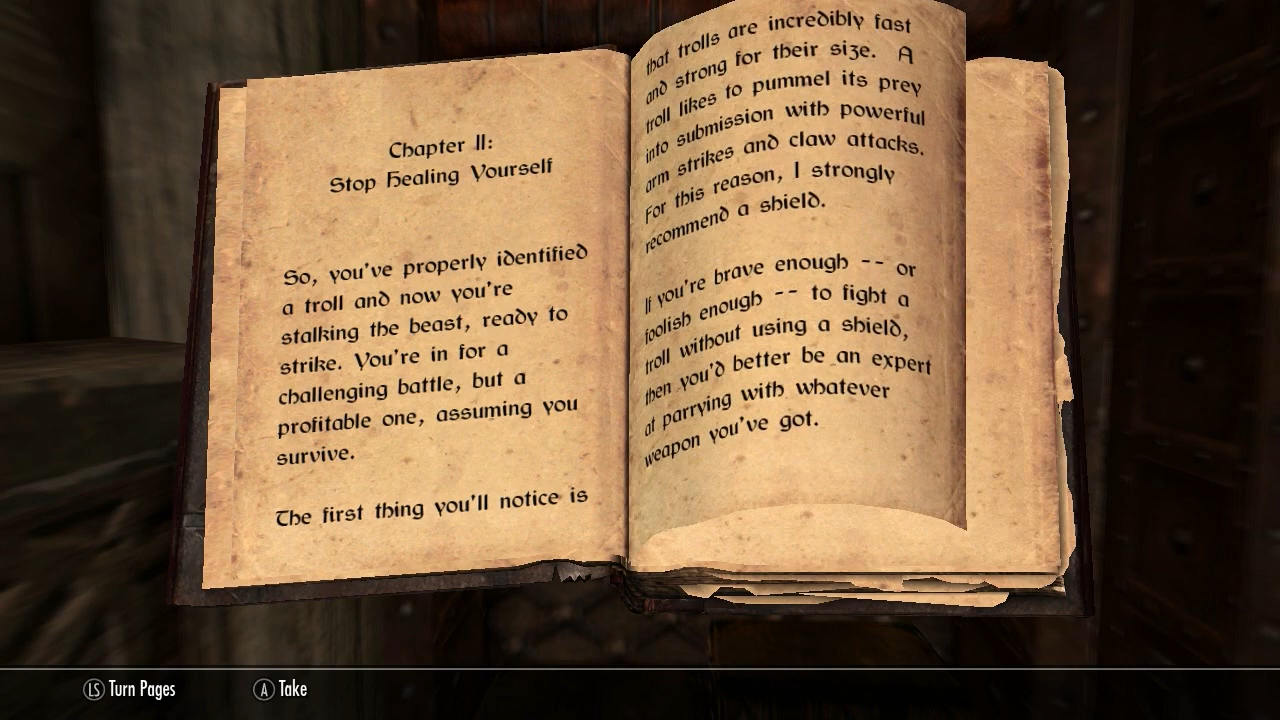 Chapter II:
Stop Healing Yourself
So, you've properly identified
a troll and now you're
stalking the beast, ready to
strike. You're in for a
challenging battle, but a
profitable one, assuming you
survive.
The first thing you'll notice is
that trolls are incredibly fast
and strong for their size. A
troll likes to pummel its prey
into submission with powerful
arm strikes and claw attacks.
For this reason, I strongly
recommend a shield.
If you're brave enough -- or
foolish enough -- to fight a
troll without using a shield,
then you'd better be an expert
at parrying with whatever
weapon you've got.
LS Turn Pages
A Take